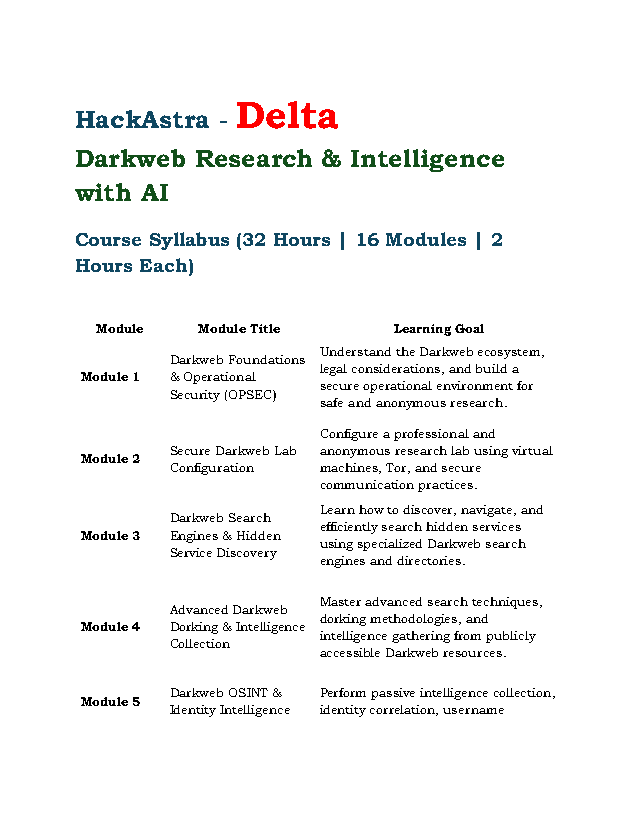 HackAstra - Delta
Darkweb Research & Intelligence
with AI
Course Syllabus (32 Hours | 16 Modules | 2
Hours Each)
Module Module Title Learning Goal
Module 1
Darkweb Foundations
& Operational
Security (OPSEC)
Understand the Darkweb ecosystem,
legal considerations, and build a
secure operational environment for
safe and anonymous research.
Module 2
Secure Darkweb Lab
Configuration
Configure a professional and
anonymous research lab using virtual
machines, Tor, and secure
communication practices.
Module 3
Darkweb Search
Engines & Hidden
Service Discovery
Learn how to discover, navigate, and
efficiently search hidden services
using specialized Darkweb search
engines and directories.
Module 4
Advanced Darkweb
Dorking & Intelligence
Collection
Master advanced search techniques,
dorking methodologies, and
intelligence gathering from publicly
accessible Darkweb resources.
Module 5
Darkweb OSINT &
Identity Intelligence
Perform passive intelligence collection,
identity correlation, username